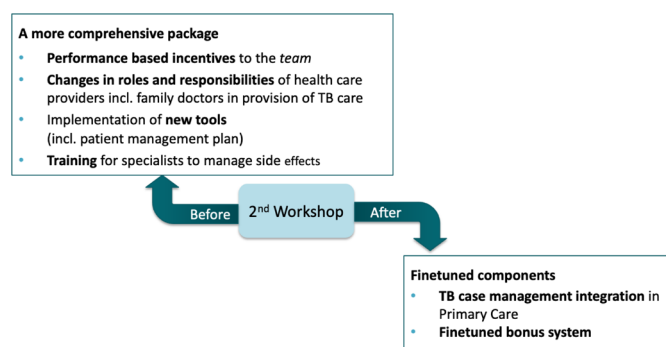 A more comprehensive package
• Performance based incentives to the team
• Changes in roles and responsibilities of health care
providers incl. family doctors in provision of TB care
• Implementation of new tools
(incl. patient management plan)
• Training for specialists to manage side effects
Before
2nd Workshop
After
Finetuned components
• TB case management integration in
Primary Care
• Finetuned bonus system